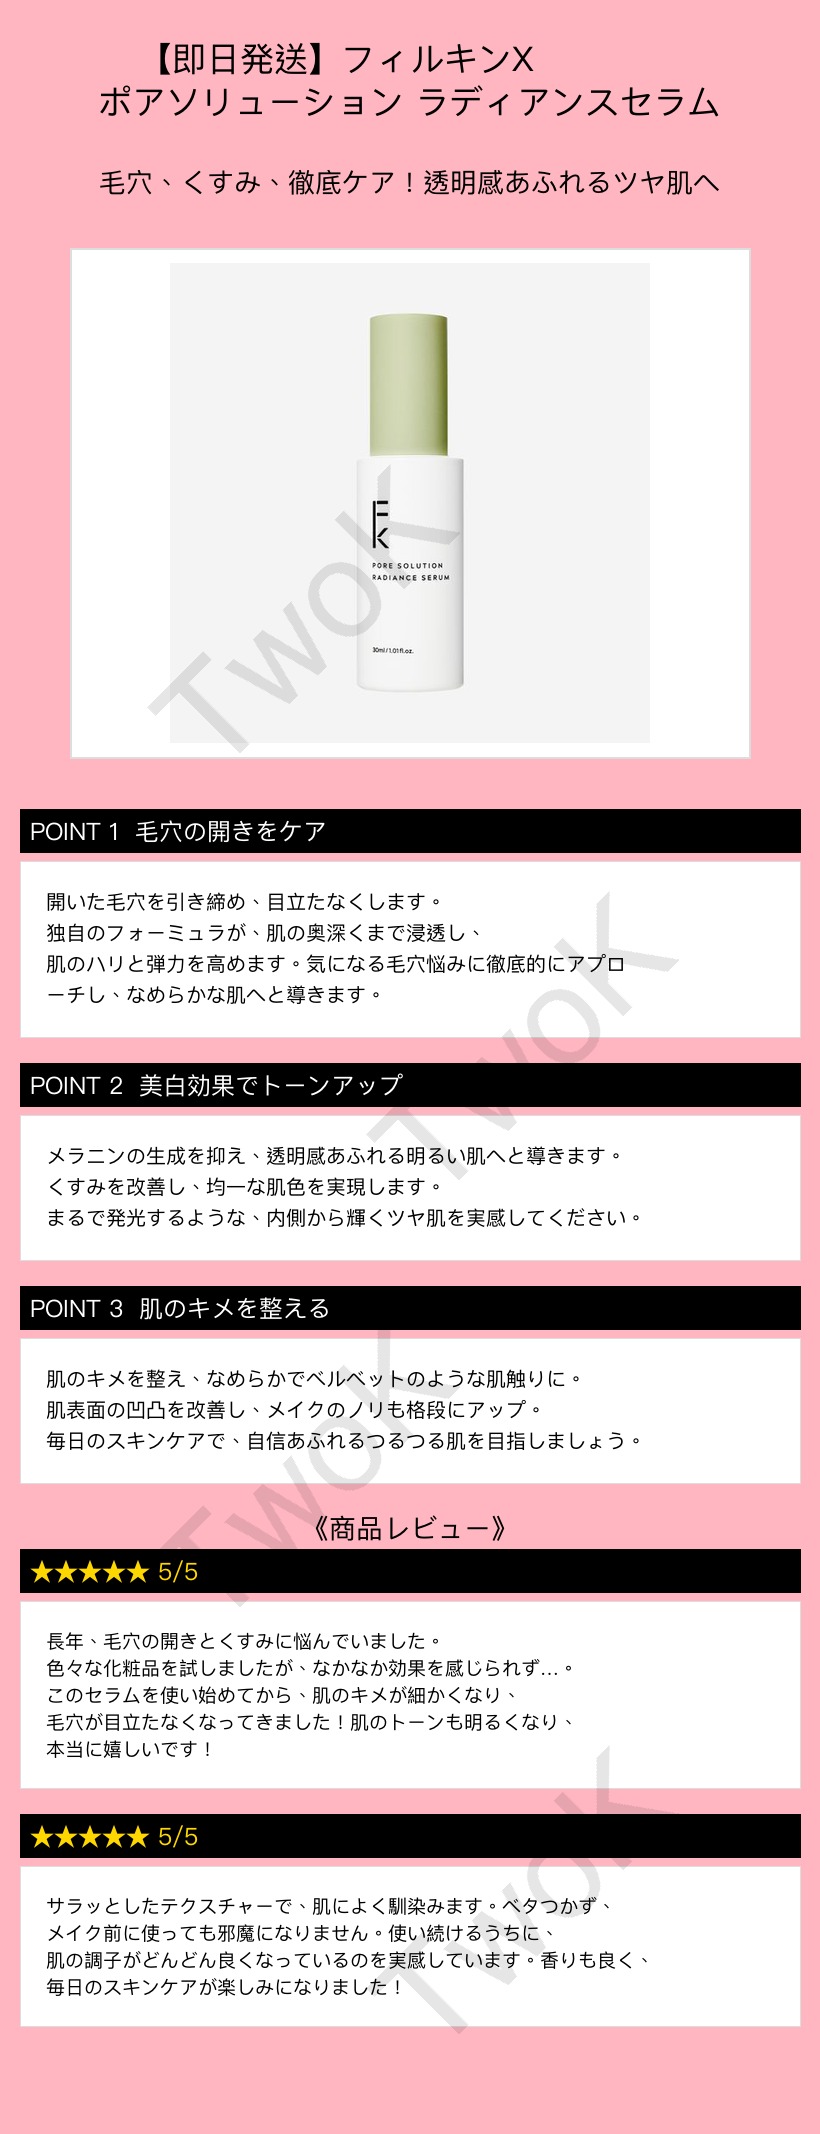 【即日発送】フィルキンX
ポアソリューション ラディアンスセラム
毛穴、くすみ、徹底ケア！透明感あふれるツヤ肌へ
Fk
PORE SOLUTION
RADIANCE SERUM
30ml/1.01fl.oz.
TwoK
POINT 1 毛穴の開きをケア
開いた毛穴を引き締め、目立たなくします。
独自のフォーミュラが、肌の奥深くまで浸透し、
肌のハリと弾力を高めます。気になる毛穴悩みに徹底的にアプロ
ーチし、なめらかな肌へと導きます。
TwoK
POINT 2 美白効果でトーンアップ
メラニンの生成を抑え、透明感あふれる明るい肌へと導きます。
くすみを改善し、均一な肌色を実現します。
まるで発光するような、内側から輝くツヤ肌を実感してください。
POINT 3 肌のキメを整える
肌のキメを整え、なめらかでベルベットのような肌触りに。
肌表面の凹凸を改善し、メイクのノリも格段にアップ。
毎日のスキンケアで、自信あふれるつるつる肌を目指しましょう。
TwoK
《商品レビュー》
★★★★★ 5/5
長年、毛穴の開きとくすみに悩んでいました。
色々な化粧品を試しましたが、なかなか効果を感じられず…。
このセラムを使い始めてから、肌のキメが細かくなり、
毛穴が目立たなくなってきました！肌のトーンも明るくなり、
本当に嬉しいです！
★★★★★ 5/5
サラッとしたテクスチャーで、肌によく馴染みます。ベタつかず、
メイク前に使っても邪魔になりません。使い続けるうちに、
肌の調子がどんどん良くなっているのを実感しています。香りも良く、
毎日のスキンケアが楽しみになりました！
TwoK